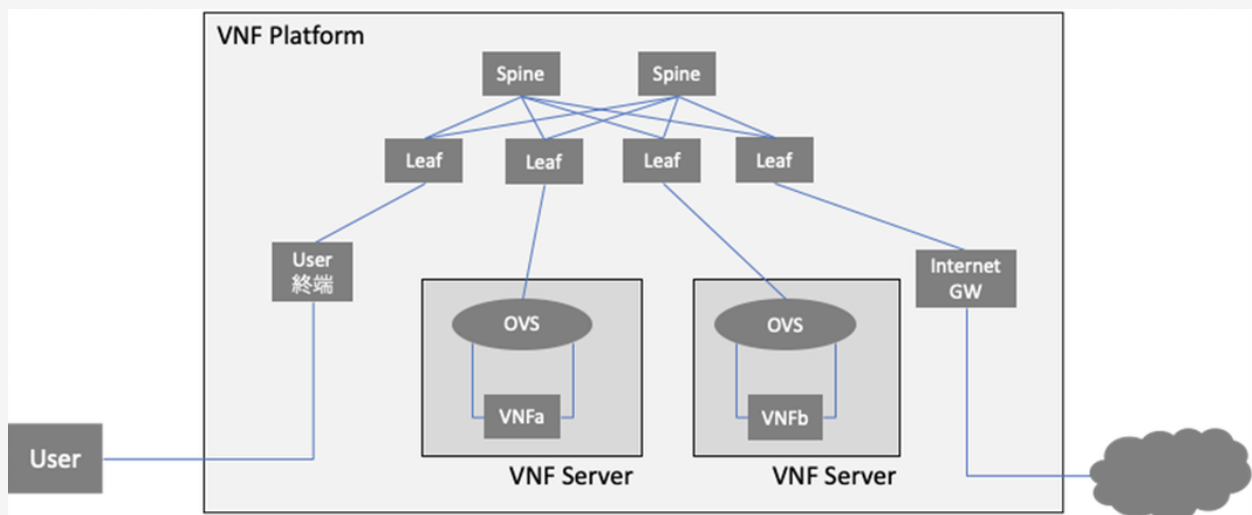 VNF Platform
Spine
Spine
Leaf
Leaf
Leaf
Leaf
User
終端
Internet
GW
OVS
OVS
VNFa
VNFb
User
VNF Server
VNF Server